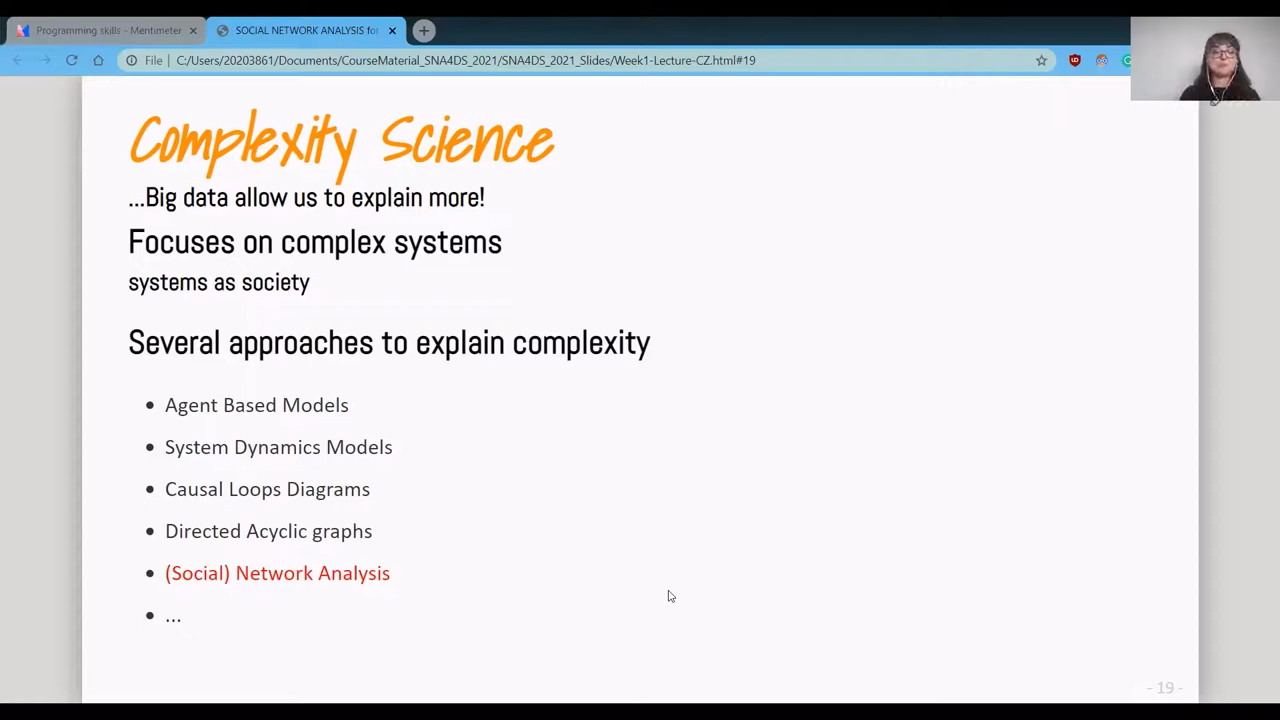 Programming skills - Mentimeter
SOCIAL NETWORK ANALYSIS for
File
C:/Users/20203861/Documents/CourseMaterial_SNA4DS_2021/SNA4DS_2021_Slides/Week1-Lecture-CZ.html#19
Complexity Science
...Big data allow us to explain more!
Focuses on complex systems
systems as society
Several approaches to explain complexity
• Agent Based Models
• System Dynamics Models
• Causal Loops Diagrams
• Directed Acyclic graphs
• (Social) Network Analysis
• ...
- 19 -